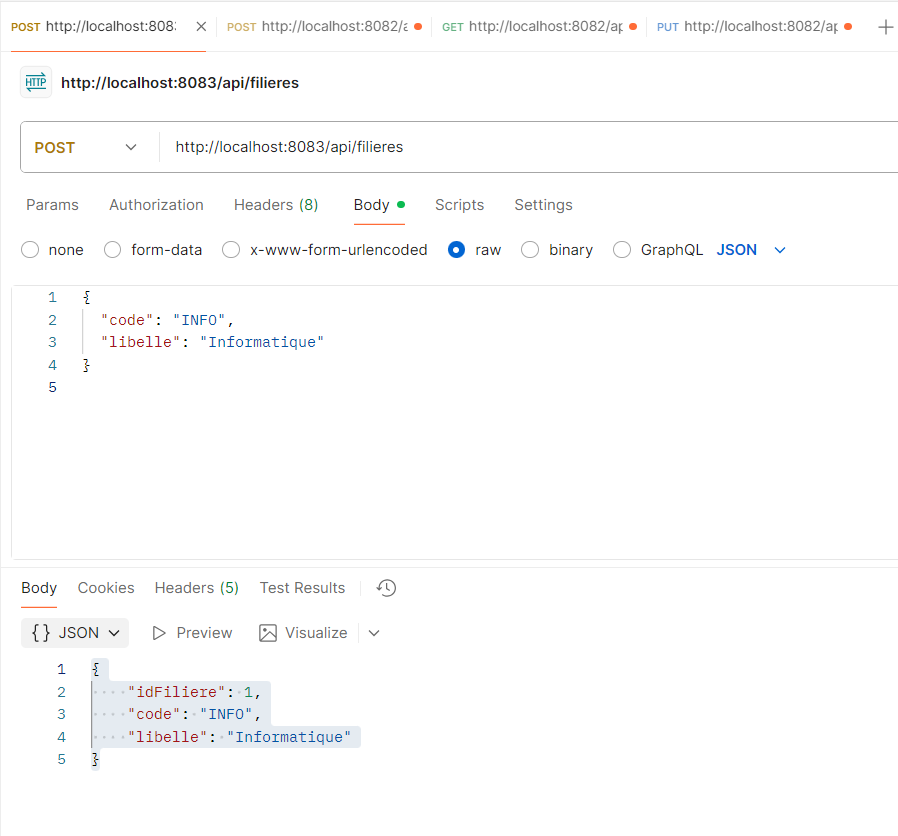 POST http://localhost:808 POST http://localhost:8082/a GET http://localhost:8082/ap PUT http://localhost:8082/ap
HTTP http://localhost:8083/api/filieres
POST http://localhost:8083/api/filieres
Params Authorization Headers (8) Body Scripts Settings
none form-data x-www-form-urlencoded raw binary GraphQL JSON
1 {
2 "code": "INFO",
3 "libelle": "Informatique"
4 }
5
Body Cookies Headers (5) Test Results
{} JSON Preview Visualize
1 {
2 "idFiliere": 1,
3 "code": "INFO",
4 "libelle": "Informatique"
5 }